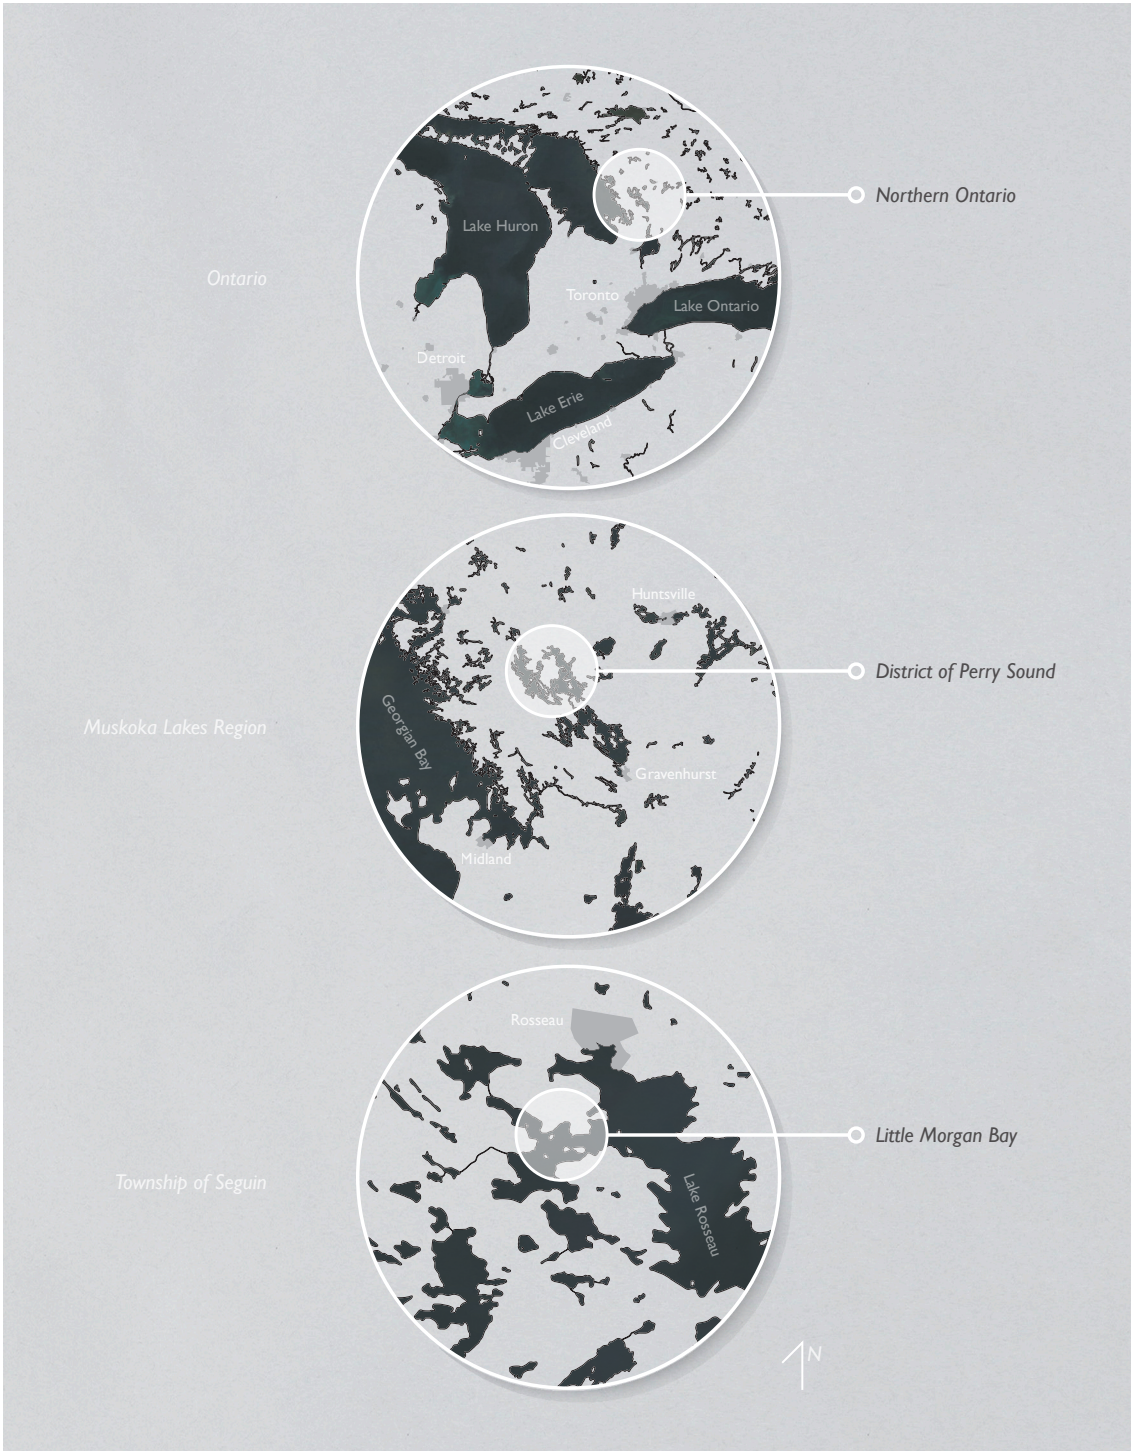 Northern Ontario
Lake Huron
Ontario
Toronto
Lake Ontario
Detroit
Lake Erie
Cleveland
Huntsville
District of Perry Sound
Georgian Bay
Muskoka Lakes Region
Gravenhurst
Midland
Rosseau
Little Morgan Bay
Township of Seguin
Lake Rosseau
N